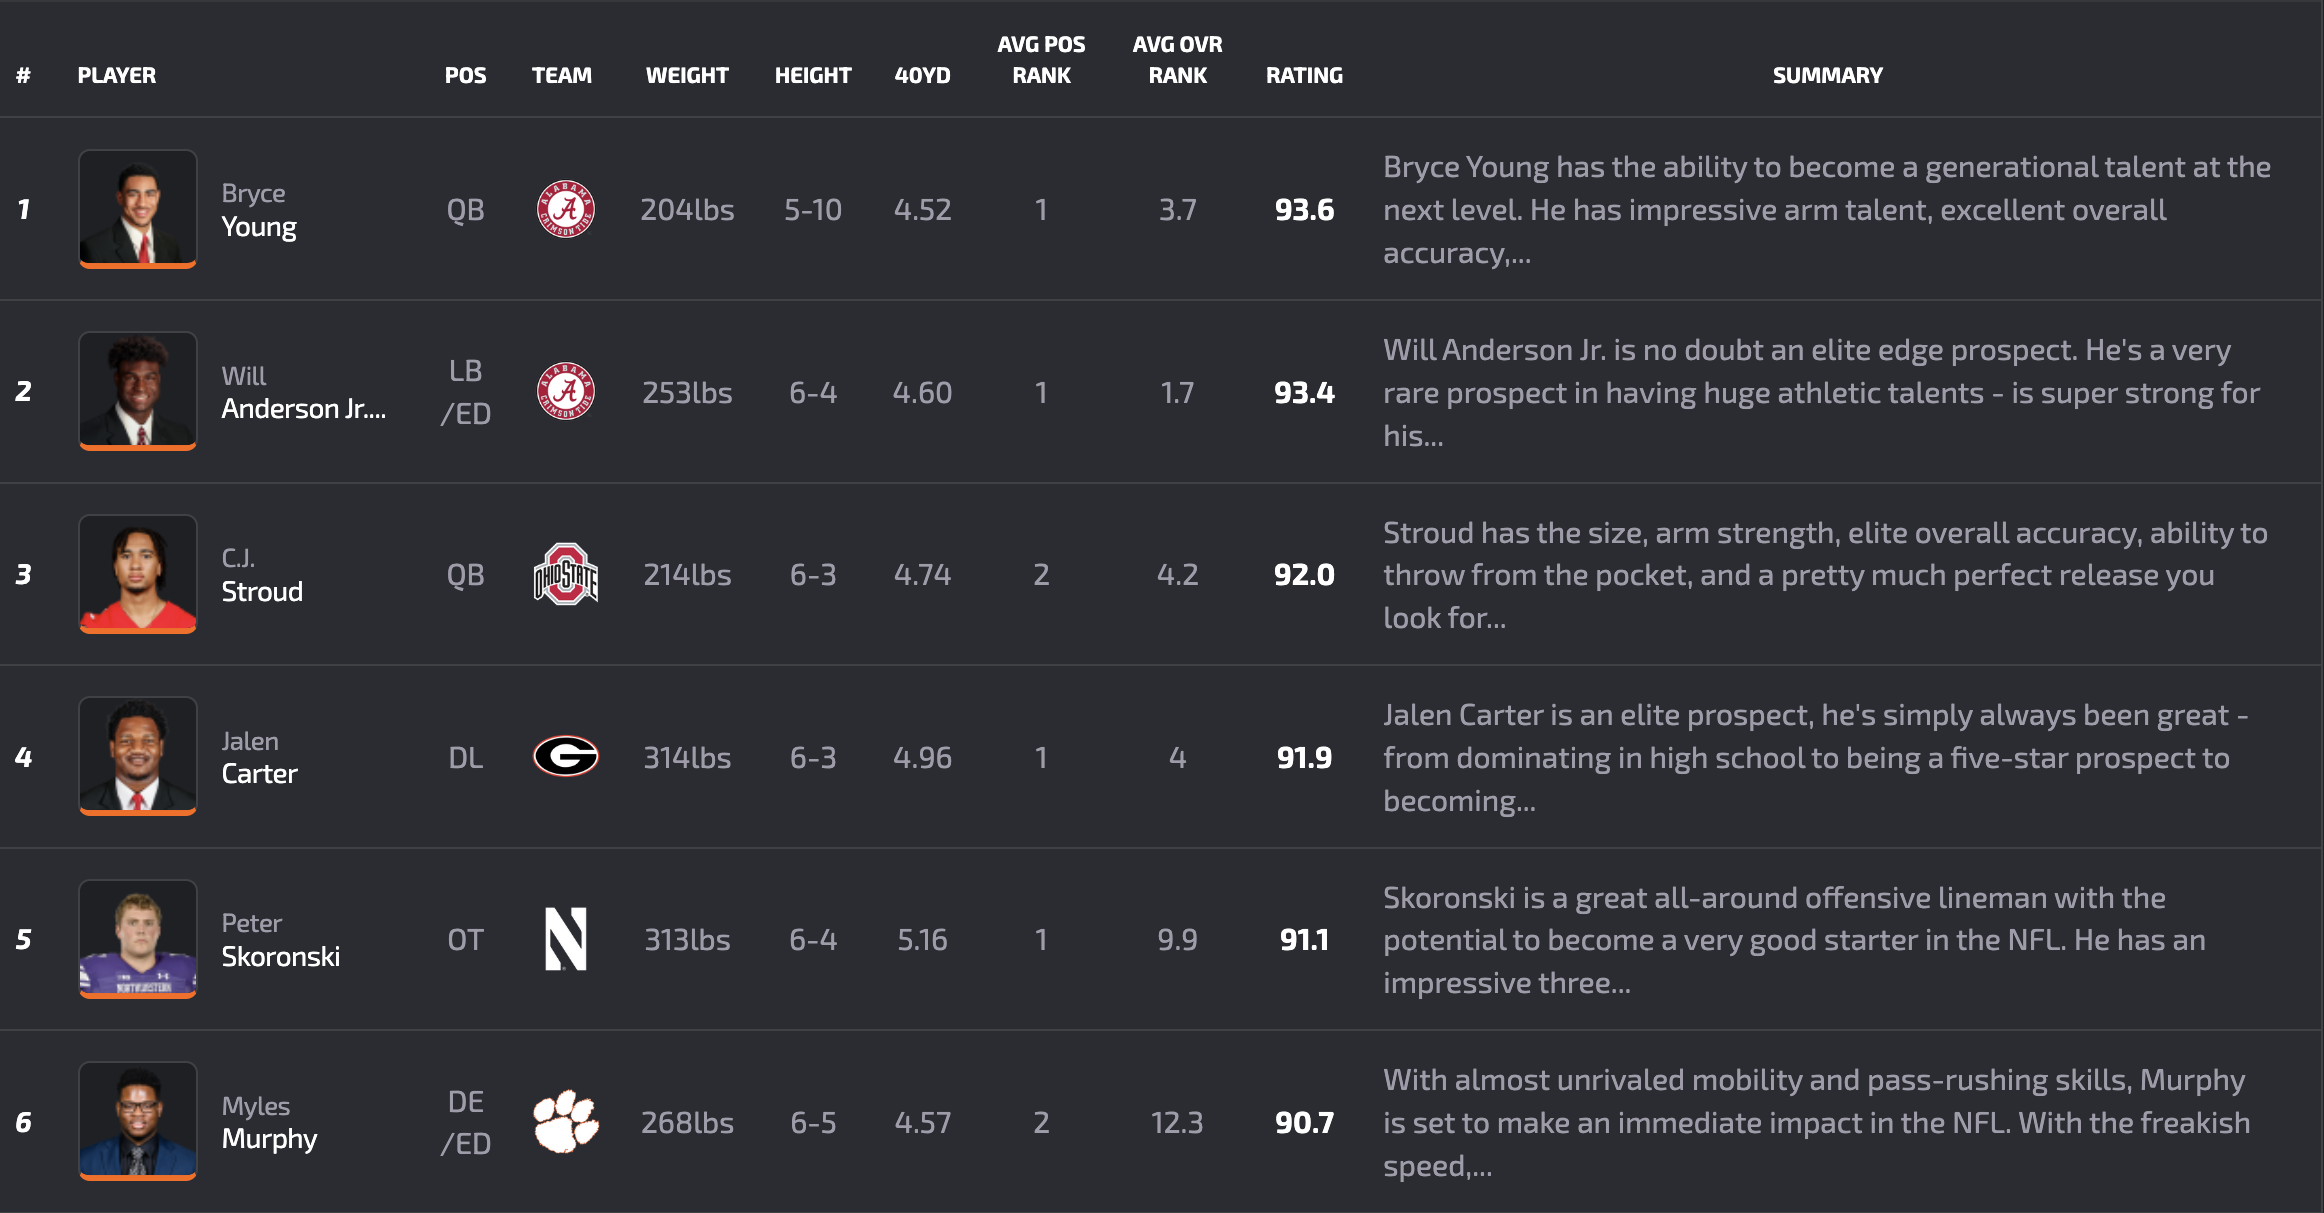 # PLAYER POS TEAM WEIGHT HEIGHT 40YD AVG POS RANK AVG OVR RANK RATING SUMMARY
1 Bryce Young QB ALABAMA CRIMSON TIDE A 204lbs 5-10 4.52 1 3.7 93.6
Bryce Young has the ability to become a generational talent at the
next level. He has impressive arm talent, excellent overall
accuracy,...
2 Will Anderson Jr.... LB /ED ALABAMA CRIMSON TIDE A 253lbs 6-4 4.60 1 1.7 93.4
Will Anderson Jr. is no doubt an elite edge prospect. He's a very
rare prospect in having huge athletic talents - is super strong for
his...
3 C.J. Stroud QB OHIO STATE 214lbs 6-3 4.74 2 4.2 92.0
Stroud has the size, arm strength, elite overall accuracy, ability to
throw from the pocket, and a pretty much perfect release you
look for...
4 Jalen Carter DL G 314lbs 6-3 4.96 1 4 91.9
Jalen Carter is an elite prospect, he's simply always been great -
from dominating in high school to being a five-star prospect to
becoming...
5 Peter Skoronski NORTHWESTERN OT N 313lbs 6-4 5.16 1 9.9 91.1
Skoronski is a great all-around offensive lineman with the
potential to become a very good starter in the NFL. He has an
impressive three...
6 Myles Murphy DE /ED 268lbs 6-5 4.57 2 12.3 90.7
With almost unrivaled mobility and pass-rushing skills, Murphy
is set to make an immediate impact in the NFL. With the freakish
speed,...